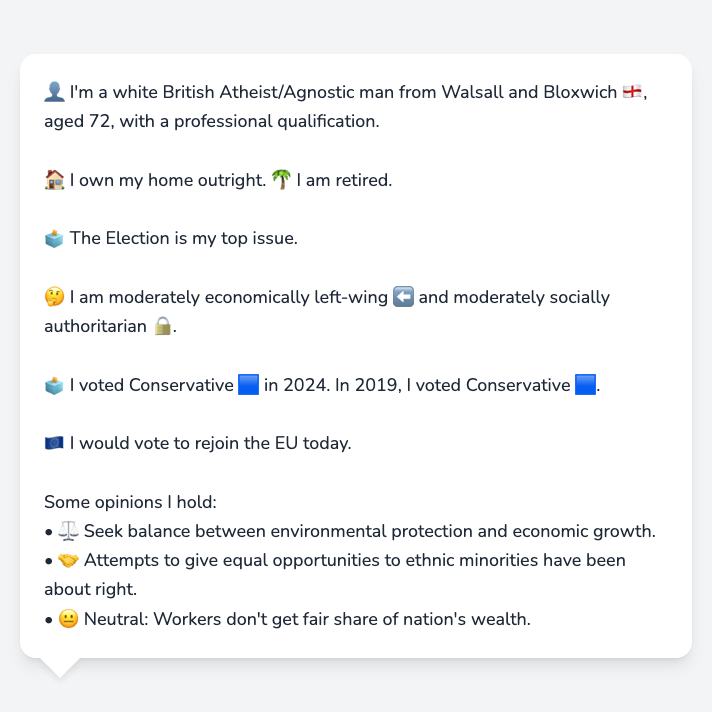 👤 I'm a white British Atheist/Agnostic man from Walsall and Bloxwich 🏴󠁧󠁢󠁥󠁮󠁧󠁿,
aged 72, with a professional qualification.
🏠 I own my home outright. 🌴 I am retired.
🗳️ The Election is my top issue.
🤔 I am moderately economically left-wing ⬅️ and moderately socially
authoritarian 🔒.
🗳️ I voted Conservative 🟦 in 2024. In 2019, I voted Conservative 🟦.
🇪🇺 I would vote to rejoin the EU today.
Some opinions I hold:
• ⚖️ Seek balance between environmental protection and economic growth.
• 🤝 Attempts to give equal opportunities to ethnic minorities have been
about right.
• 😐 Neutral: Workers don't get fair share of nation's wealth.